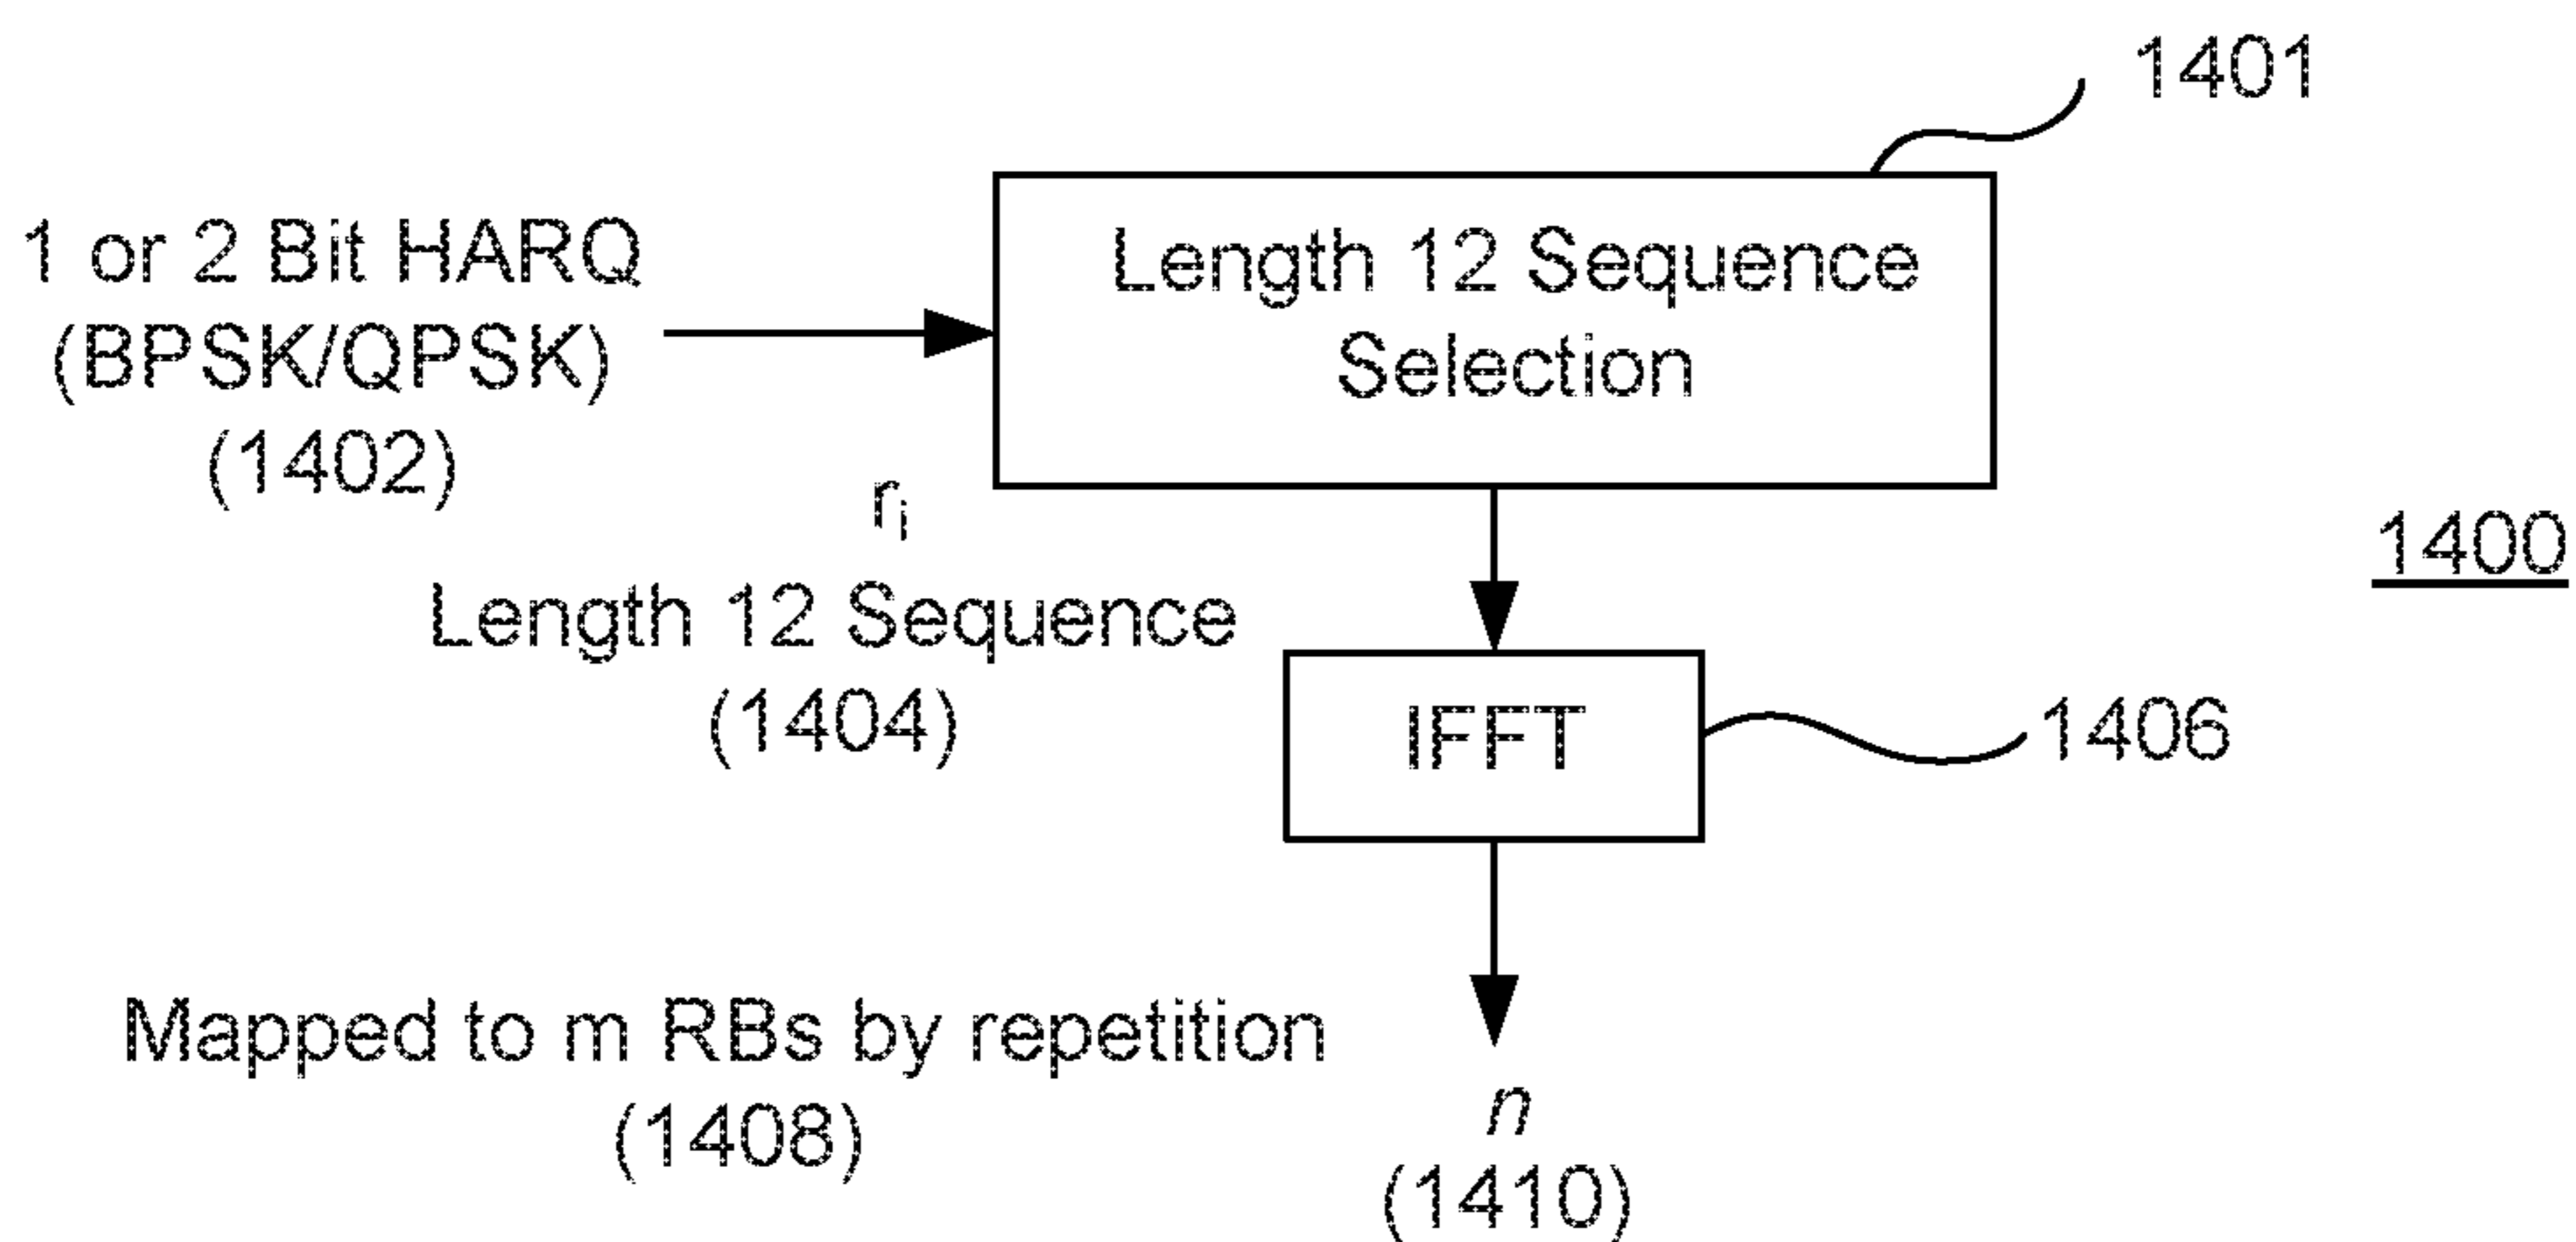 1401
1 or 2 Bit HARQ
(BPSK/QPSK)
(1402)
Length 12 Sequence
Selection
rᵢ
Length 12 Sequence
(1404)
1400
IFFT
1406
Mapped to m RBs by repetition
(1408)
n
(1410)